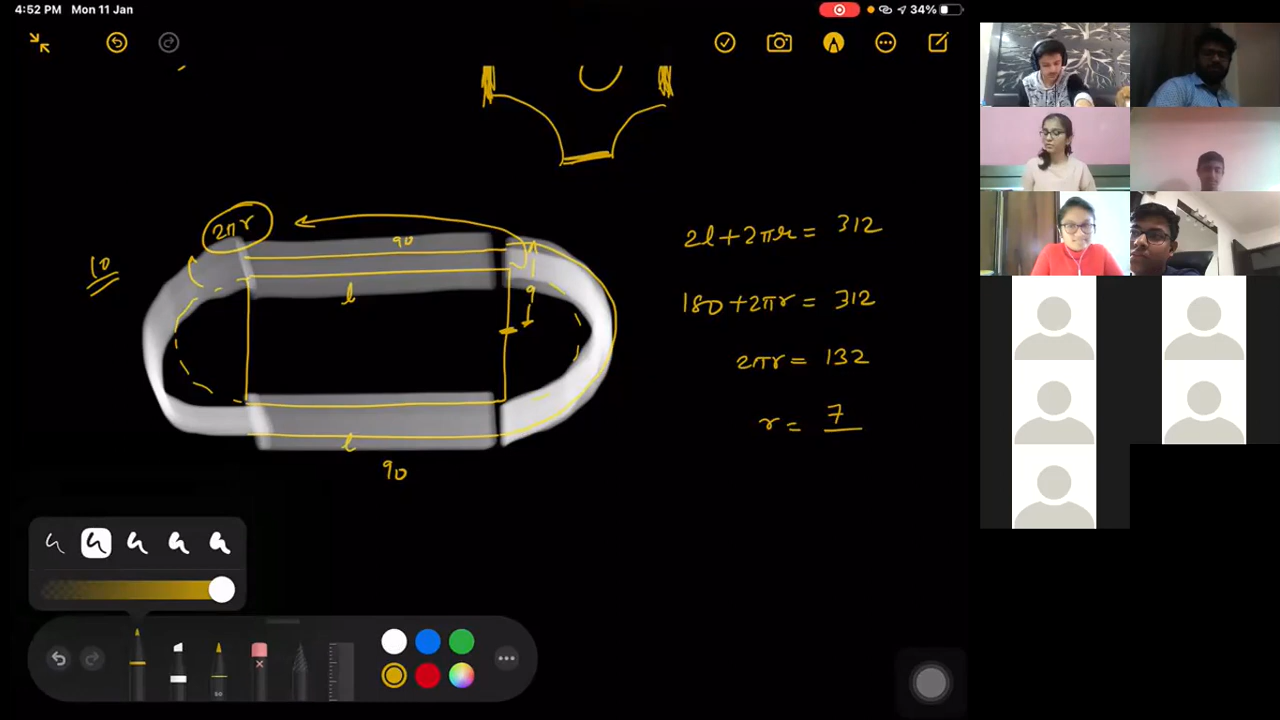 4:52 PM Mon 11 Jan
34%
2πr
90
10
l
9
l
90
2l+2πr = 312
180+2πr = 312
2πr = 132
r = 7